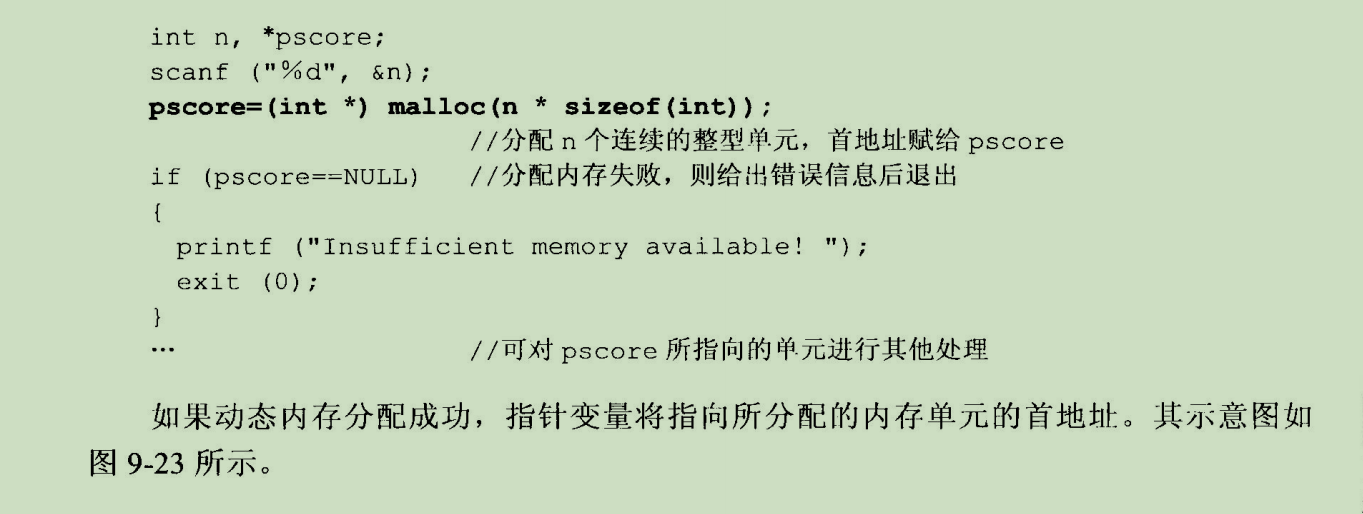 int n, *pscore;
scanf ("%d", &n);
pscore=(int *) malloc(n * sizeof(int));
//分配 n 个连续的整型单元，首地址赋给 pscore
if (pscore==NULL)   //分配内存失败，则给出错误信息后退出
{
  printf ("Insufficient memory available! ");
  exit (0);
}
…   //可对 pscore 所指向的单元进行其他处理
如果动态内存分配成功，指针变量将指向所分配的内存单元的首地址。其示意图如
图 9-23 所示。